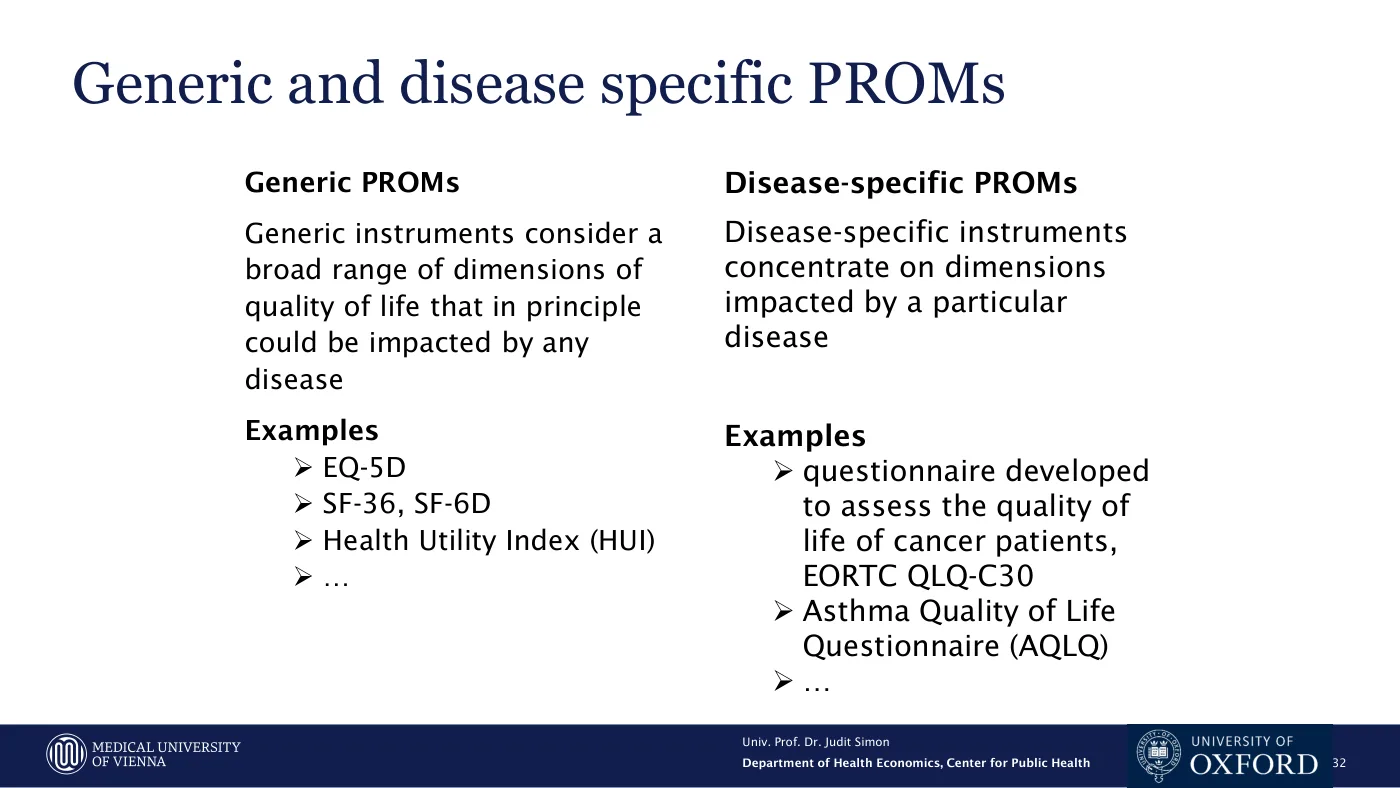 Generic and disease specific PROMs
Generic PROMs
Generic instruments consider a
broad range of dimensions of
quality of life that in principle
could be impacted by any
disease
Examples
➢ EQ-5D
➢ SF-36, SF-6D
➢ Health Utility Index (HUI)
➢ …
Disease-specific PROMs
Disease-specific instruments
concentrate on dimensions
impacted by a particular
disease
Examples
➢ questionnaire developed
to assess the quality of
life of cancer patients,
EORTC QLQ-C30
➢ Asthma Quality of Life
Questionnaire (AQLQ)
➢ …
MEDICAL UNIVERSITY
OF VIENNA
Univ. Prof. Dr. Judit Simon
Department of Health Economics, Center for Public Health
UNIVERSITY OF
OXFORD
32